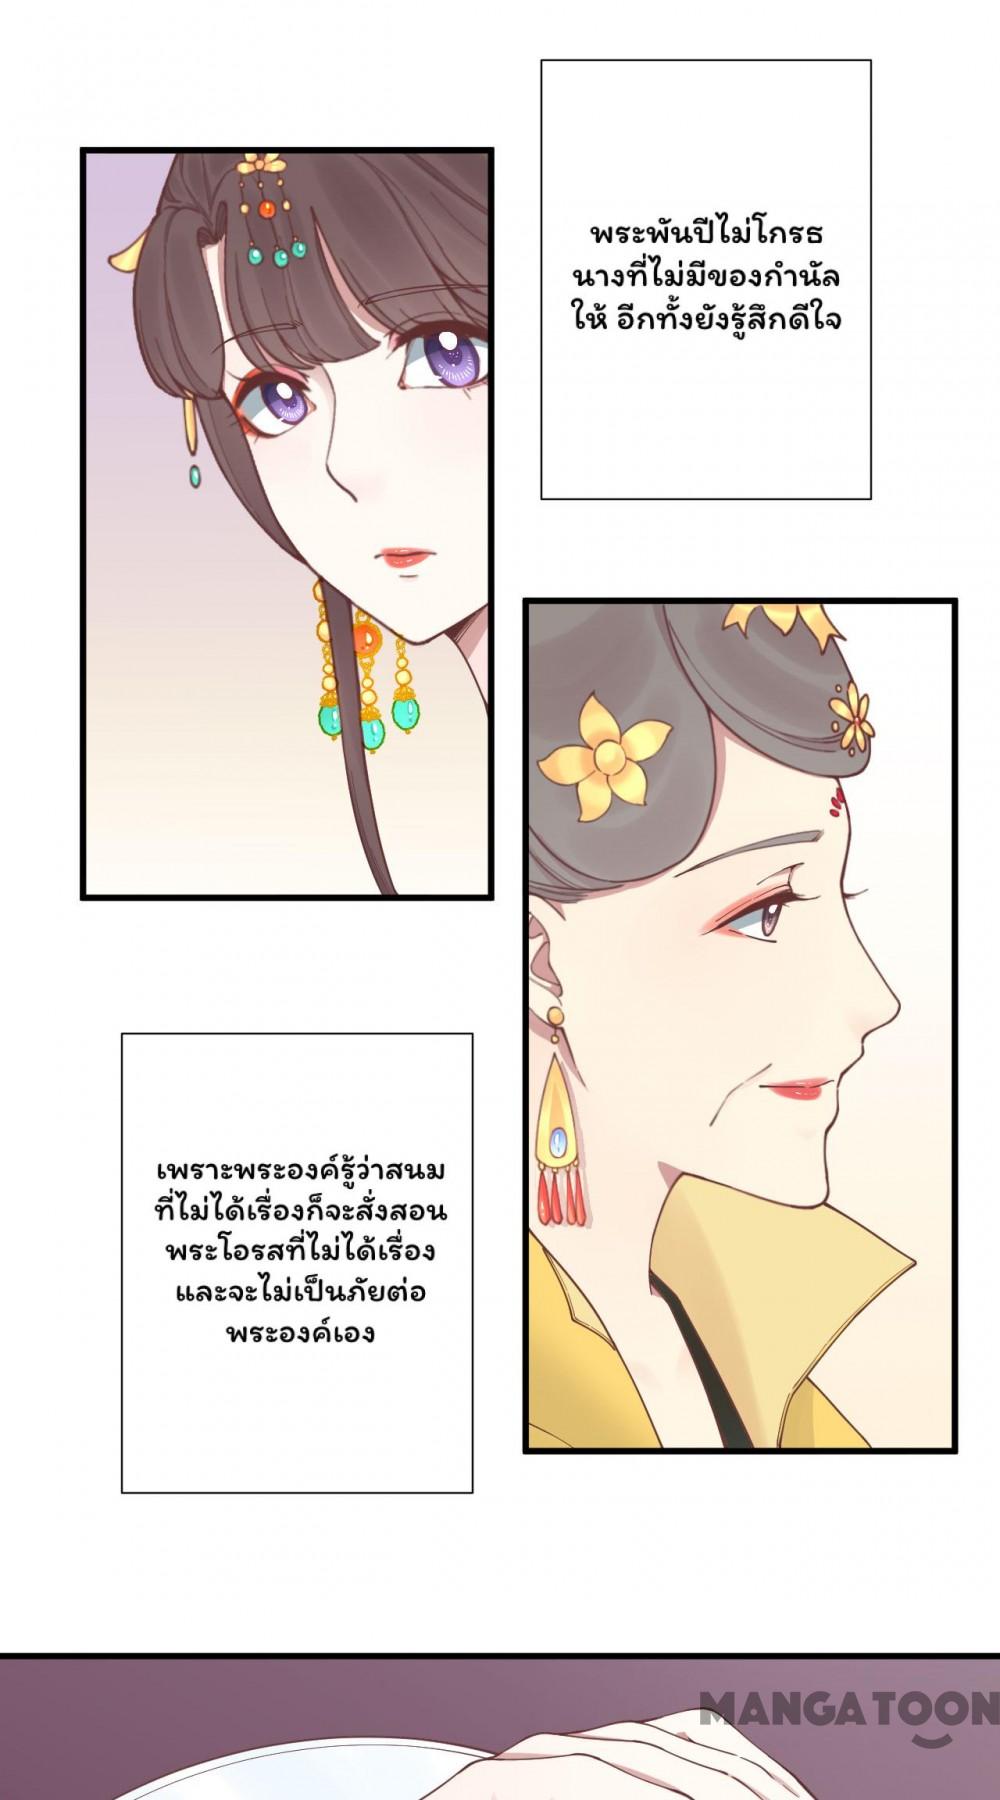 พระพันปีไม่โกรธ
นางที่ไม่มีของกำนัล
ให้ อีกทั้งยังรู้สึกดีใจ
เพราะพระองค์รู้ว่าสนม
ที่ไม่ได้เรื่องก็จะสั่งสอน
พระโอรสที่ไม่ได้เรื่อง
และจะไม่เป็นภัยต่อ
พระองค์เอง
MANGATOON